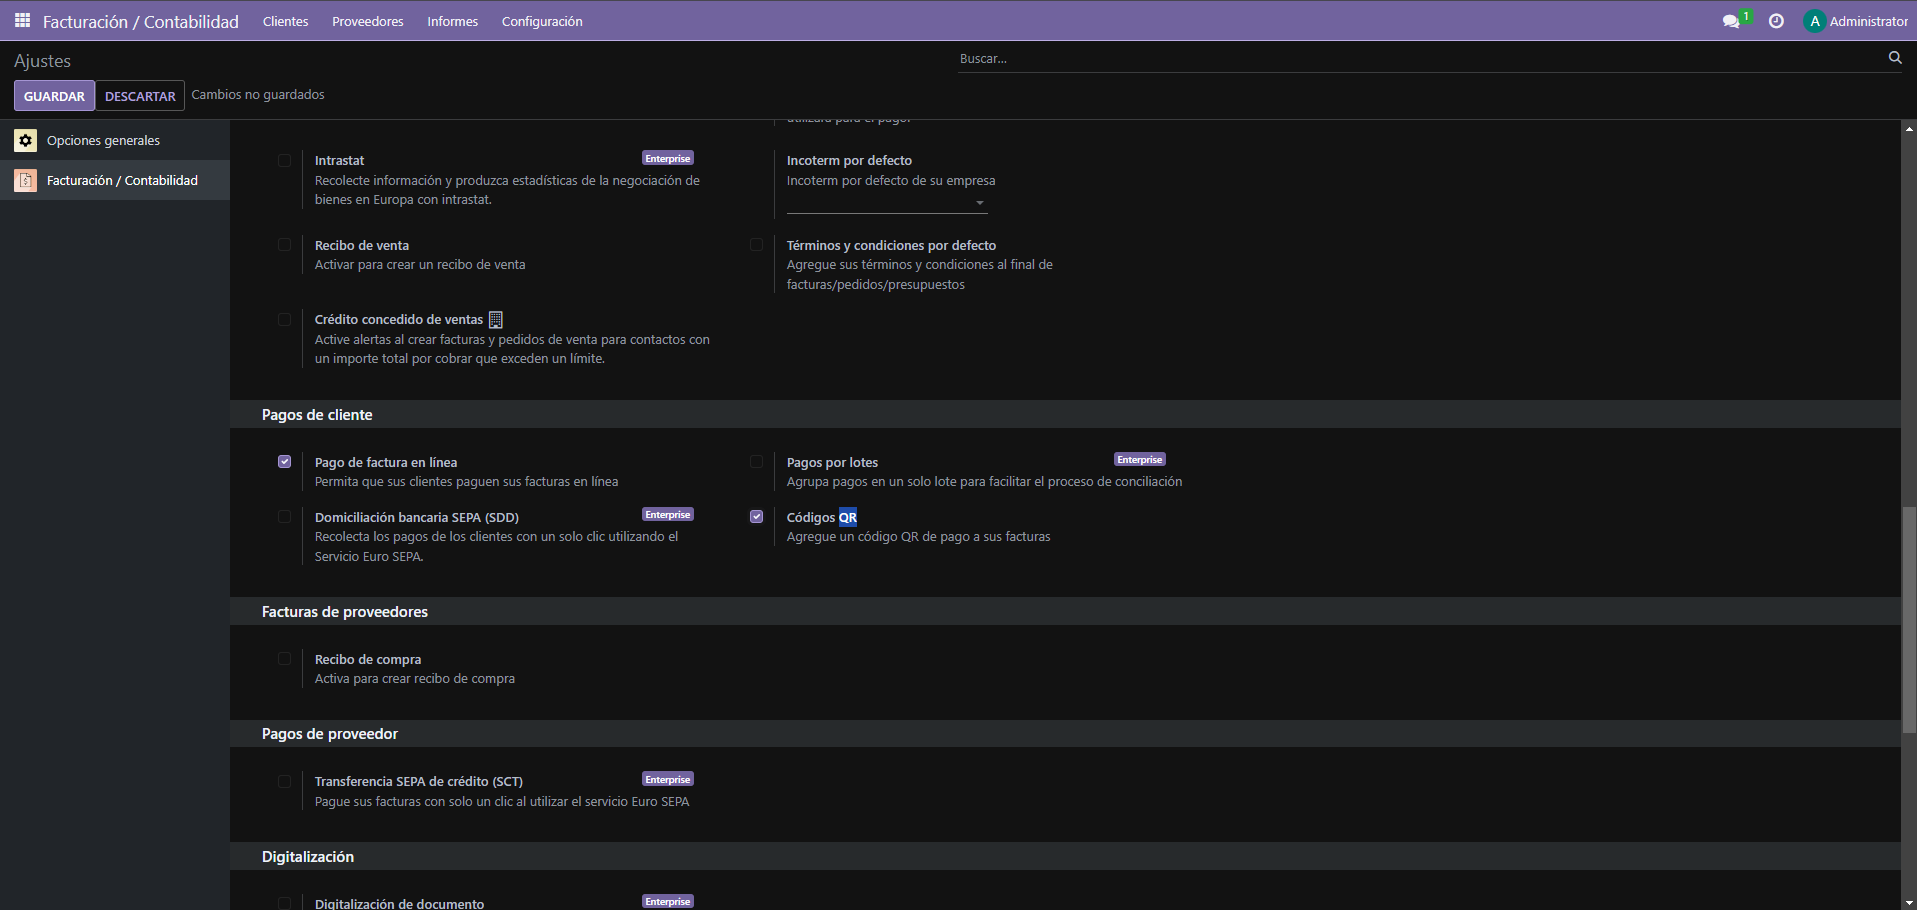 Facturación / Contabilidad Clientes Proveedores Informes Configuración 1 A Administrator
Ajustes
Buscar...
GUARDAR DESCARTAR Cambios no guardados
Opciones generales
Facturación / Contabilidad
utilizará para el pago.
Intrastat Enterprise
Recolecte información y produzca estadísticas de la negociación de
bienes en Europa con intrastat.
Incoterm por defecto
Incoterm por defecto de su empresa
Recibo de venta
Activar para crear un recibo de venta
Términos y condiciones por defecto
Agregue sus términos y condiciones al final de
facturas/pedidos/presupuestos
Crédito concedido de ventas
Active alertas al crear facturas y pedidos de venta para contactos con
un importe total por cobrar que exceden un límite.
Pagos de cliente
Pago de factura en línea
Permita que sus clientes paguen sus facturas en línea
Pagos por lotes Enterprise
Agrupa pagos en un solo lote para facilitar el proceso de conciliación
Domiciliación bancaria SEPA (SDD) Enterprise
Recolecta los pagos de los clientes con un solo clic utilizando el
Servicio Euro SEPA.
Códigos QR
Agregue un código QR de pago a sus facturas
Facturas de proveedores
Recibo de compra
Activa para crear recibo de compra
Pagos de proveedor
Transferencia SEPA de crédito (SCT) Enterprise
Pague sus facturas con solo un clic al utilizar el servicio Euro SEPA
Digitalización
Digitalización de documento Enterprise